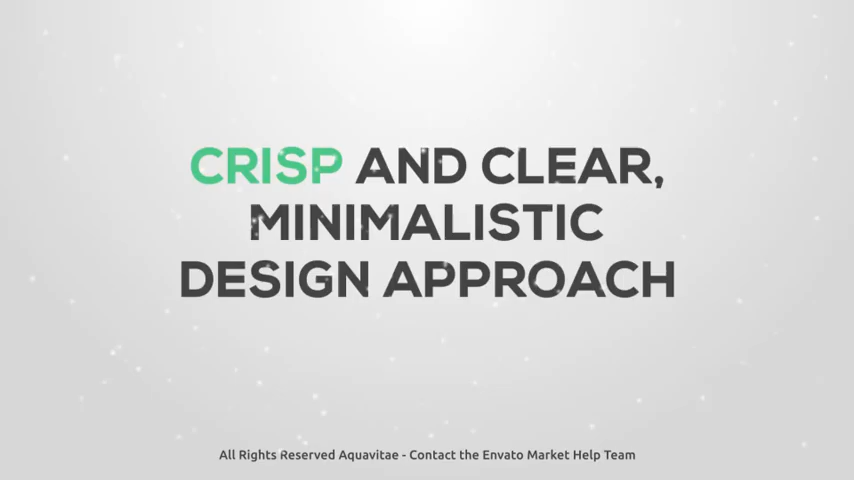 CRISP AND CLEAR,
MINIMALISTIC
DESIGN APPROACH
All Rights Reserved Aquavitae - Contact the Envato Market Help Team